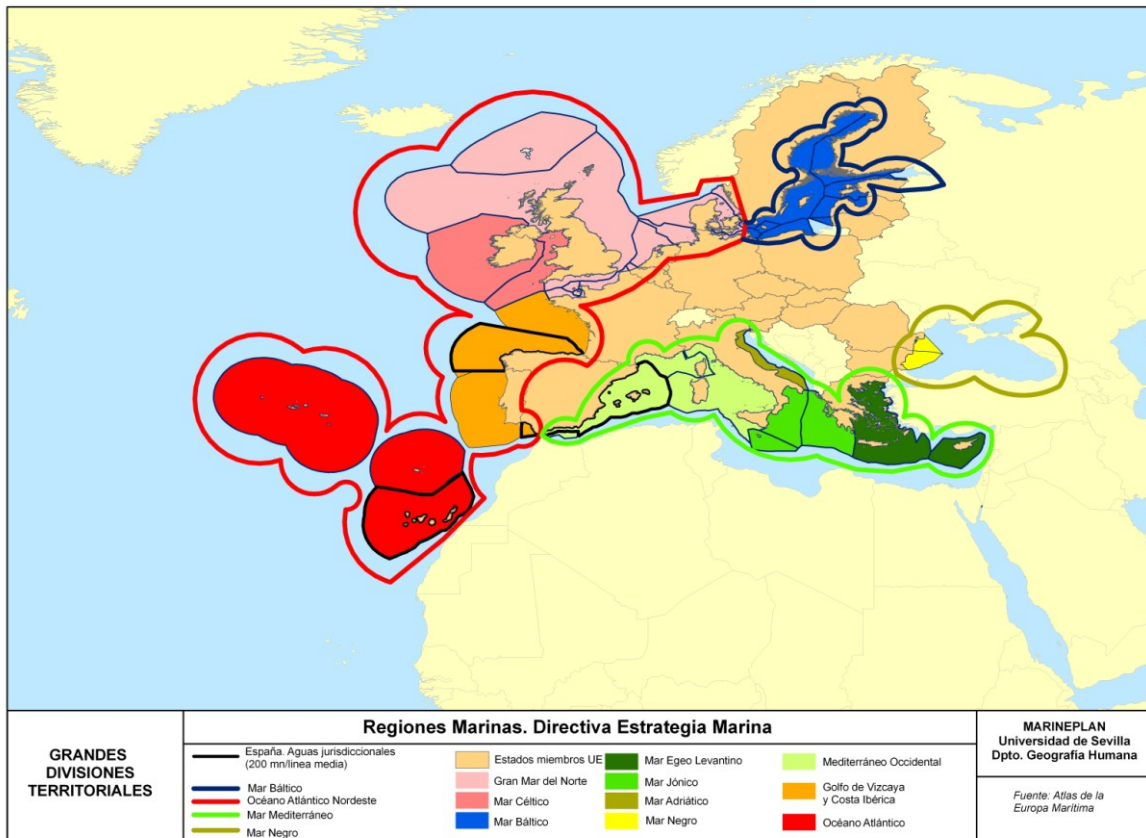 GRANDES
DIVISIONES
TERRITORIALES
Regiones Marinas. Directiva Estrategia Marina
España. Aguas jurisdiccionales
(200 mn/línea media)
Mar Báltico
Océano Atlántico Nordeste
Mar Mediterráneo
Mar Negro
Estados miembros UE
Gran Mar del Norte
Mar Céltico
Mar Báltico
Mar Egeo Levantino
Mar Jónico
Mar Adriático
Mar Negro
Mediterráneo Occidental
Golfo de Vizcaya
y Costa Ibérica
Océano Atlántico
MARINEPLAN
Universidad de Sevilla
Dpto. Geografía Humana
Fuente: Atlas de la
Europa Marítima